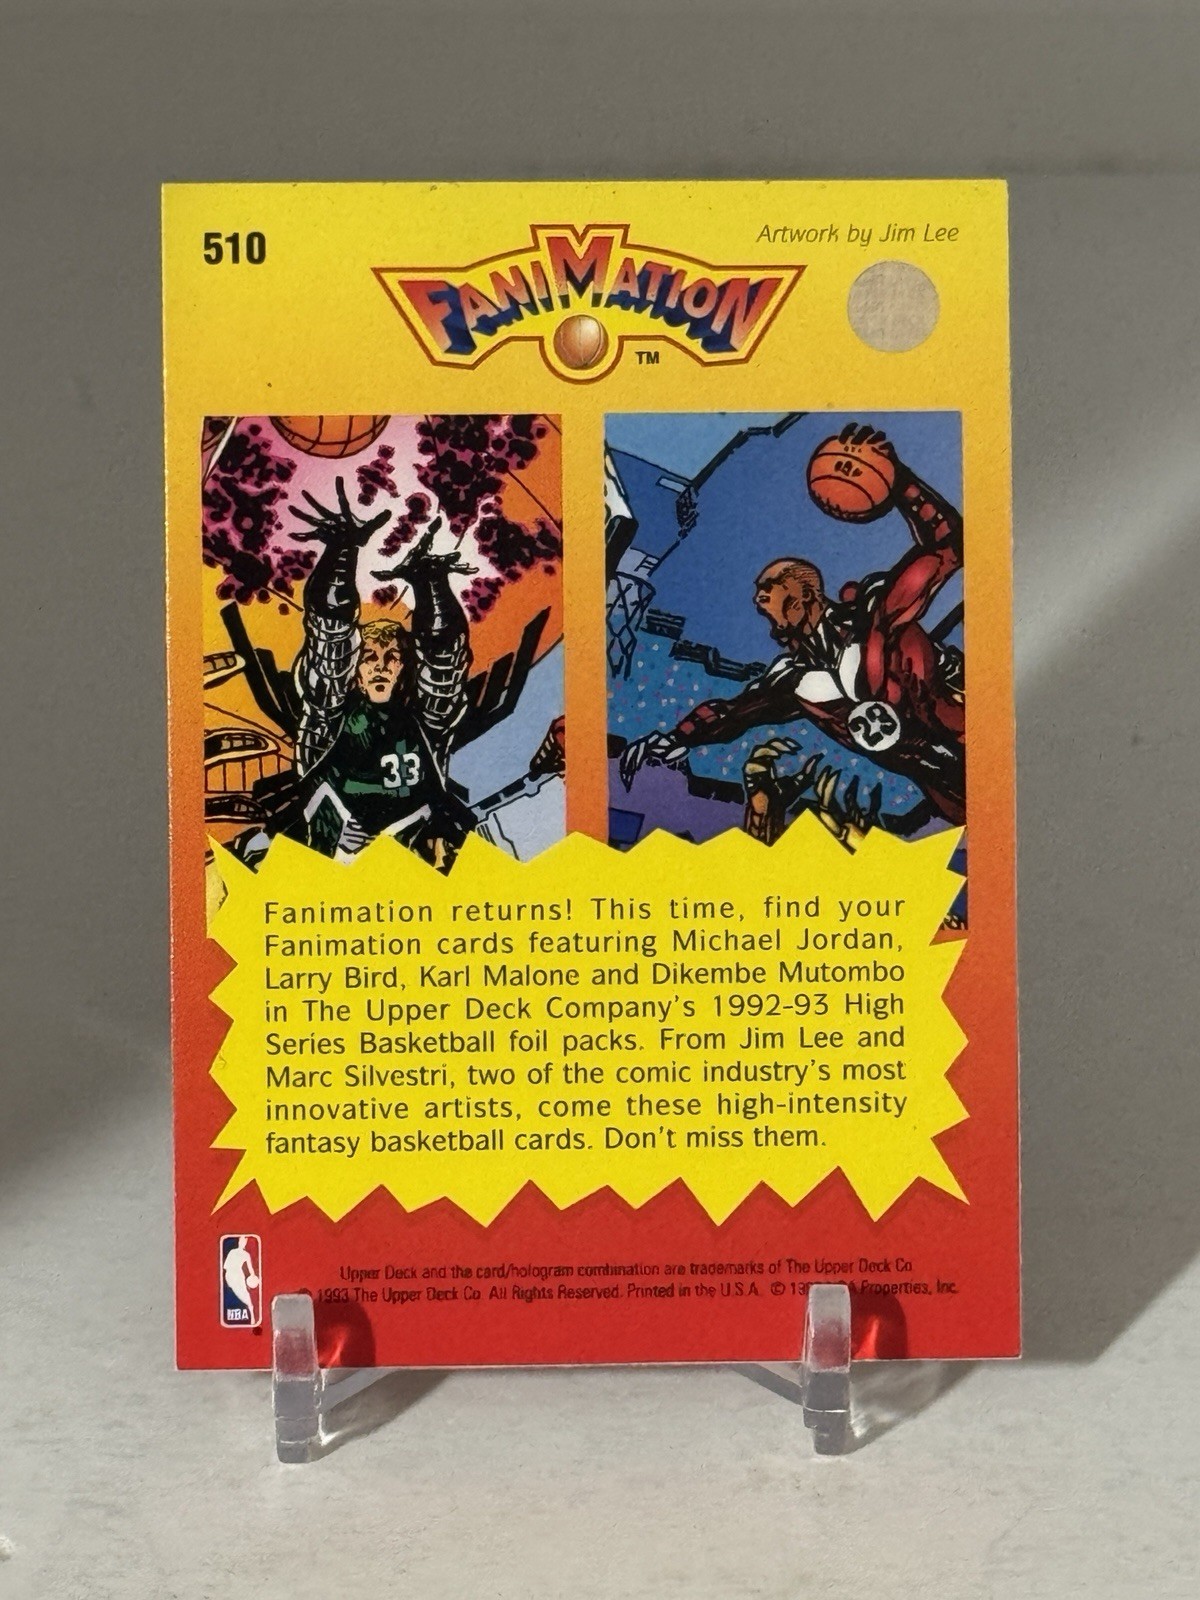 510
Artwork by Jim Lee
FANIMATION
TM
33
23
Fanimation returns! This time, find your
Fanimation cards featuring Michael Jordan,
Larry Bird, Karl Malone and Dikembe Mutombo
in The Upper Deck Company's 1992-93 High
Series Basketball foil packs. From Jim Lee and
Marc Silvestri, two of the comic industry's most
innovative artists, come these high-intensity
fantasy basketball cards. Don't miss them.
Upper Deck and the card/hologram combination are trademarks of The Upper Deck Co
1993 The Upper Deck Co. All Rights Reserved. Printed in the U.S.A. © Properties, Inc.
NBA